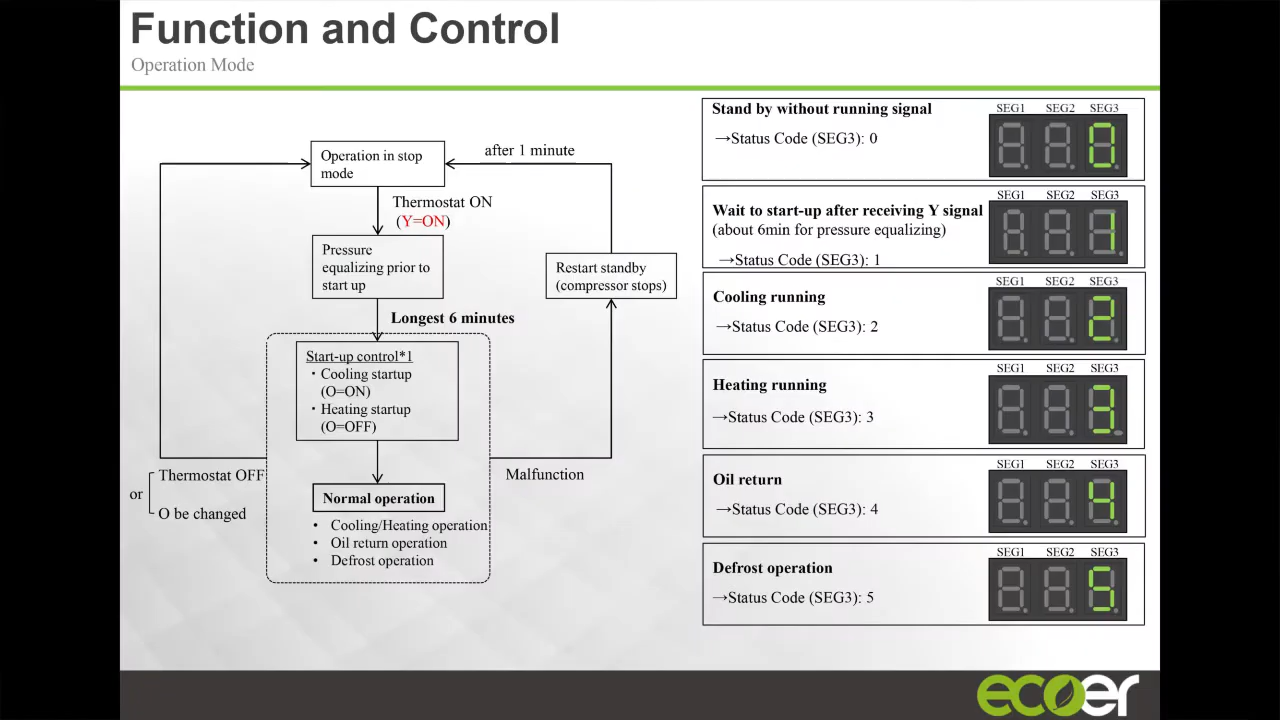 Function and Control
Operation Mode
Operation in stop
mode
after 1 minute
Thermostat ON
(Y=ON)
Pressure
equalizing prior to
start up
Restart standby
(compressor stops)
Longest 6 minutes
Start-up control*1
・Cooling startup
(O=ON)
・Heating startup
(O=OFF)
Thermostat OFF
or
O be changed
Malfunction
Normal operation
• Cooling/Heating operation
• Oil return operation
• Defrost operation
Stand by without running signal
→Status Code (SEG3): 0
SEG1 SEG2 SEG3
0
Wait to start-up after receiving Y signal
(about 6min for pressure equalizing)
→Status Code (SEG3): 1
SEG1 SEG2 SEG3
1
Cooling running
→Status Code (SEG3): 2
SEG1 SEG2 SEG3
2
Heating running
→Status Code (SEG3): 3
SEG1 SEG2 SEG3
3
Oil return
→Status Code (SEG3): 4
SEG1 SEG2 SEG3
4
Defrost operation
→Status Code (SEG3): 5
SEG1 SEG2 SEG3
5
ecoer